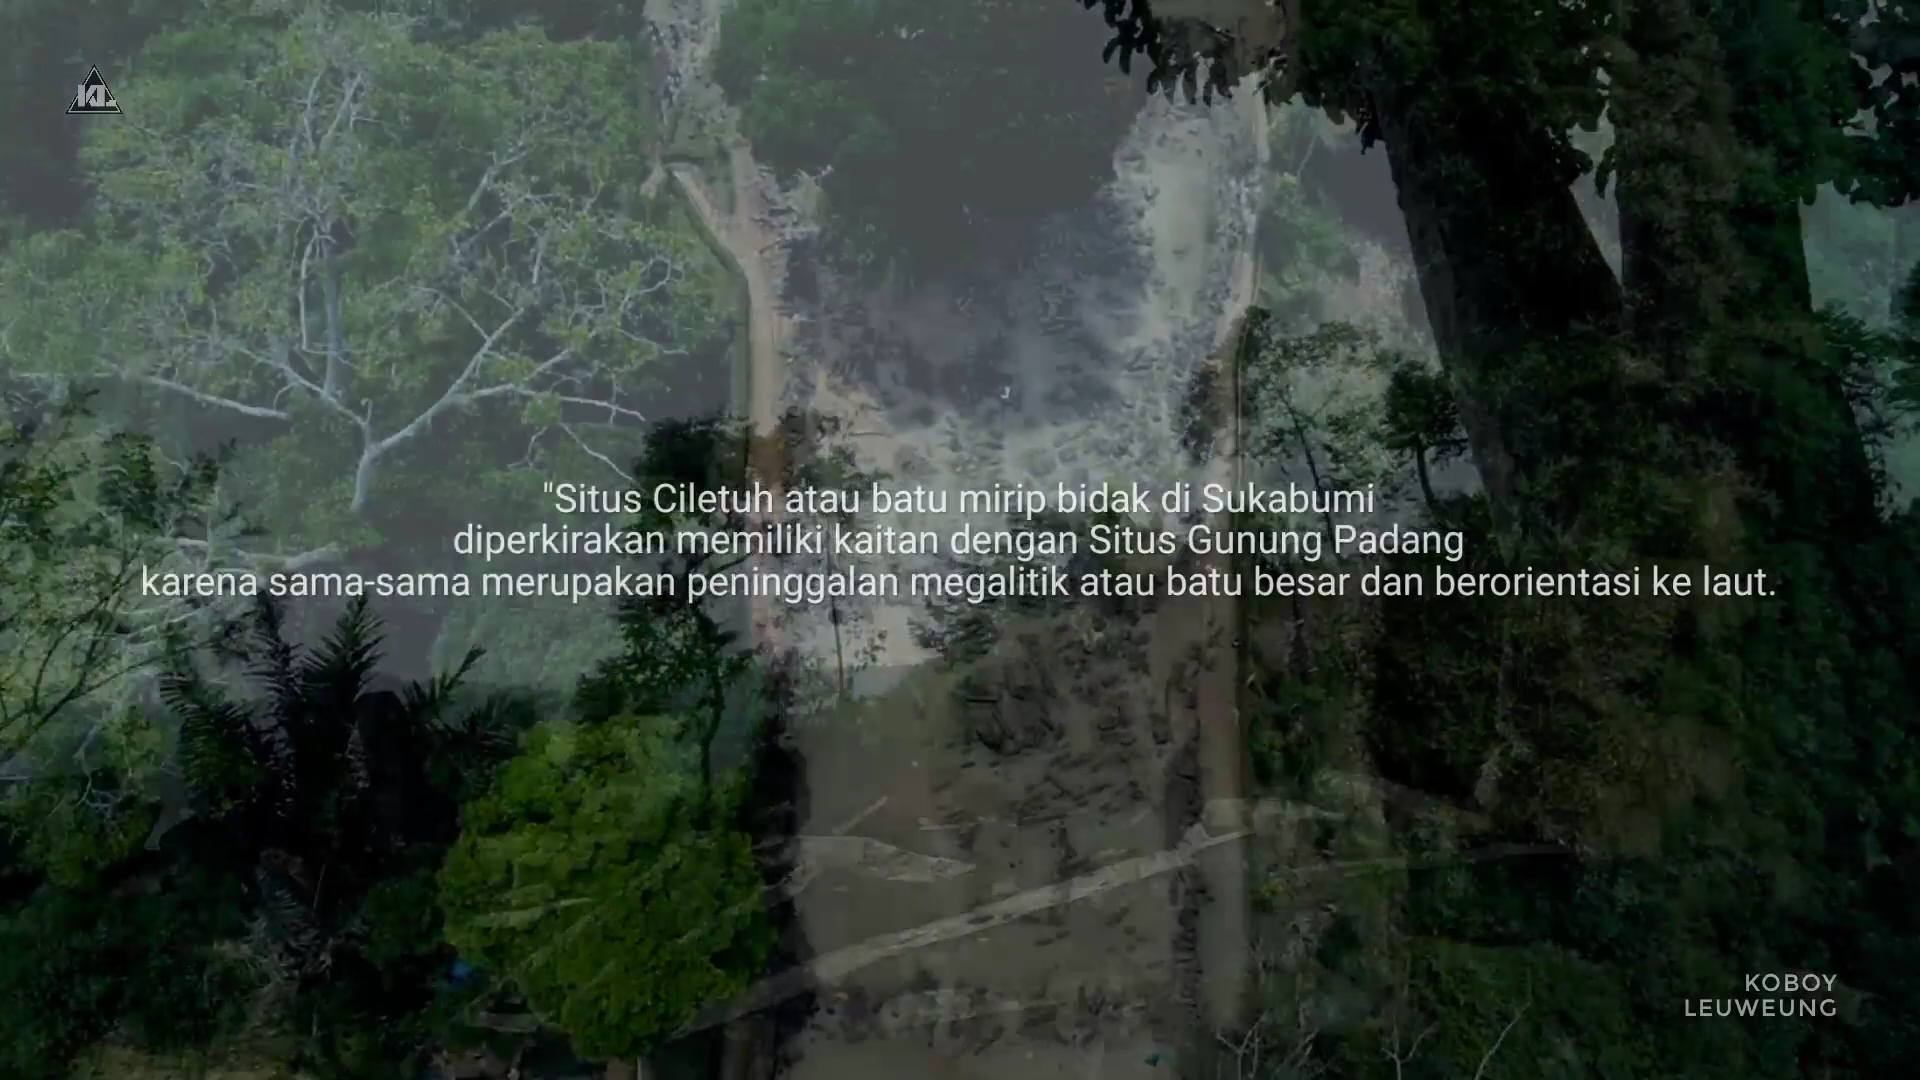 KL
"Situs Ciletuh atau batu mirip bidak di Sukabumi
diperkirakan memiliki kaitan dengan Situs Gunung Padang
karena sama-sama merupakan peninggalan megalitik atau batu besar dan berorientasi ke laut.
KOBOY
LEUWEUNG